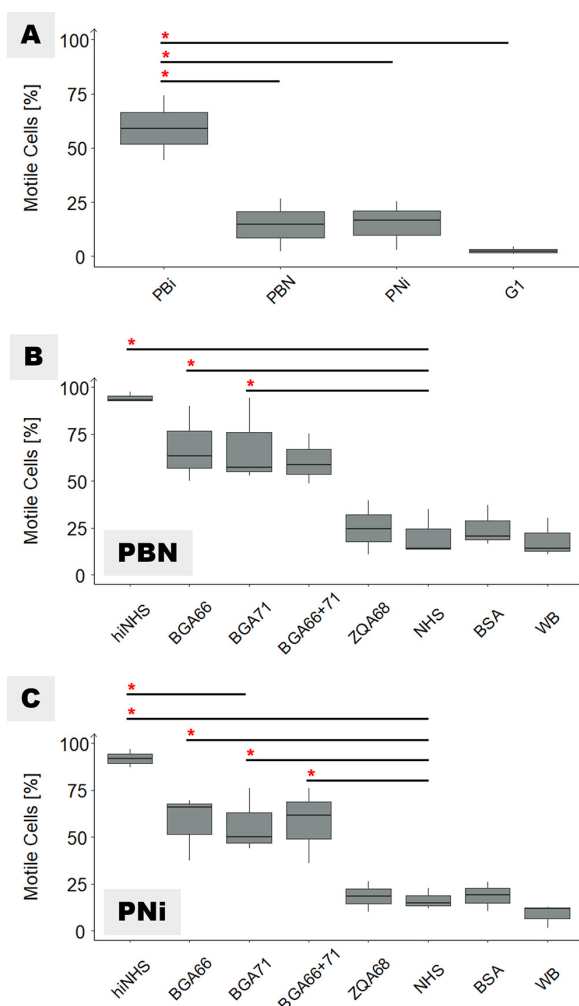 A
*
*
*
100
75
50
25
0
Motile Cells [%]
PBi
PBN
PNi
G1
B
*
*
*
100
75
50
25
0
Motile Cells [%]
PBN
hiNHS
BGA66
BGA71
BGA66+71
ZQA68
NHS
BSA
WB
C
*
*
*
*
*
100
75
50
25
0
Motile Cells [%]
PNi
hiNHS
BGA66
BGA71
BGA66+71
ZQA68
NHS
BSA
WB